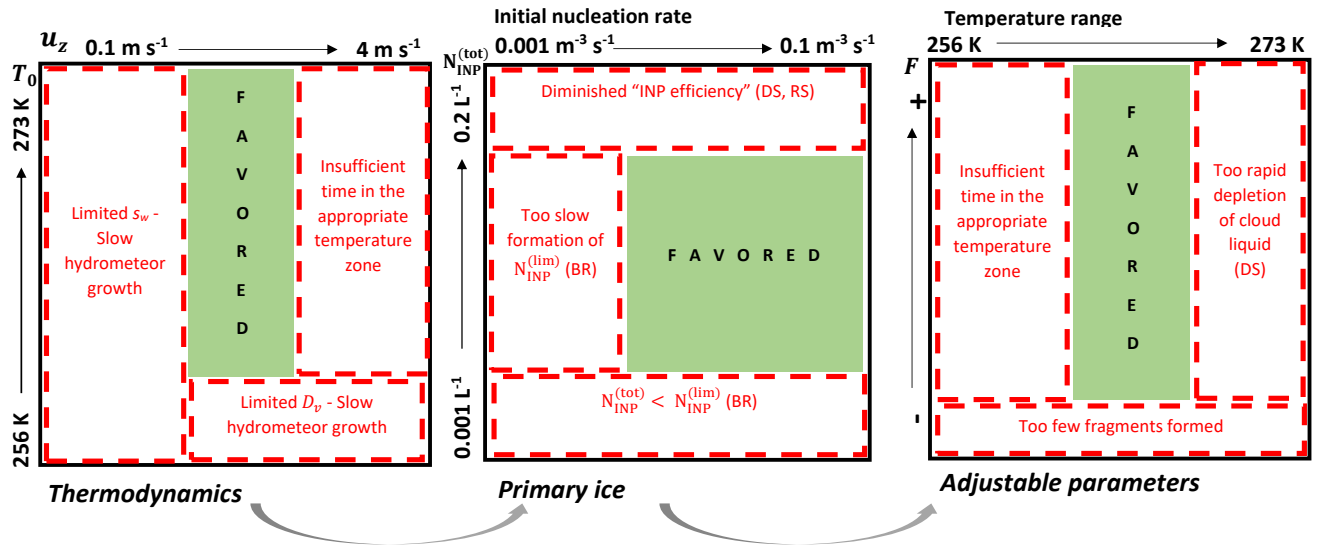 u_z 0.1 m s⁻¹ 4 m s⁻¹
T₀
273 K
256 K
Limited s_w -
Slow
hydrometeor
growth
F
A
V
O
R
E
D
Insufficient
time in the
appropriate
temperature
zone
Limited D_v - Slow
hydrometeor growth
Thermodynamics
Initial nucleation rate
0.001 m⁻³ s⁻¹ 0.1 m⁻³ s⁻¹
N_INP^(tot)
0.2 L⁻¹
0.001 L⁻¹
Diminished “INP efficiency” (DS, RS)
Too slow
formation of
N_INP^(lim) (BR)
F A V O R E D
N_INP^(tot) < N_INP^(lim) (BR)
Primary ice
Temperature range
256 K 273 K
F
+
-
Insufficient
time in the
appropriate
temperature
zone
F
A
V
O
R
E
D
Too rapid
depletion
of cloud
liquid
(DS)
Too few fragments formed
Adjustable parameters